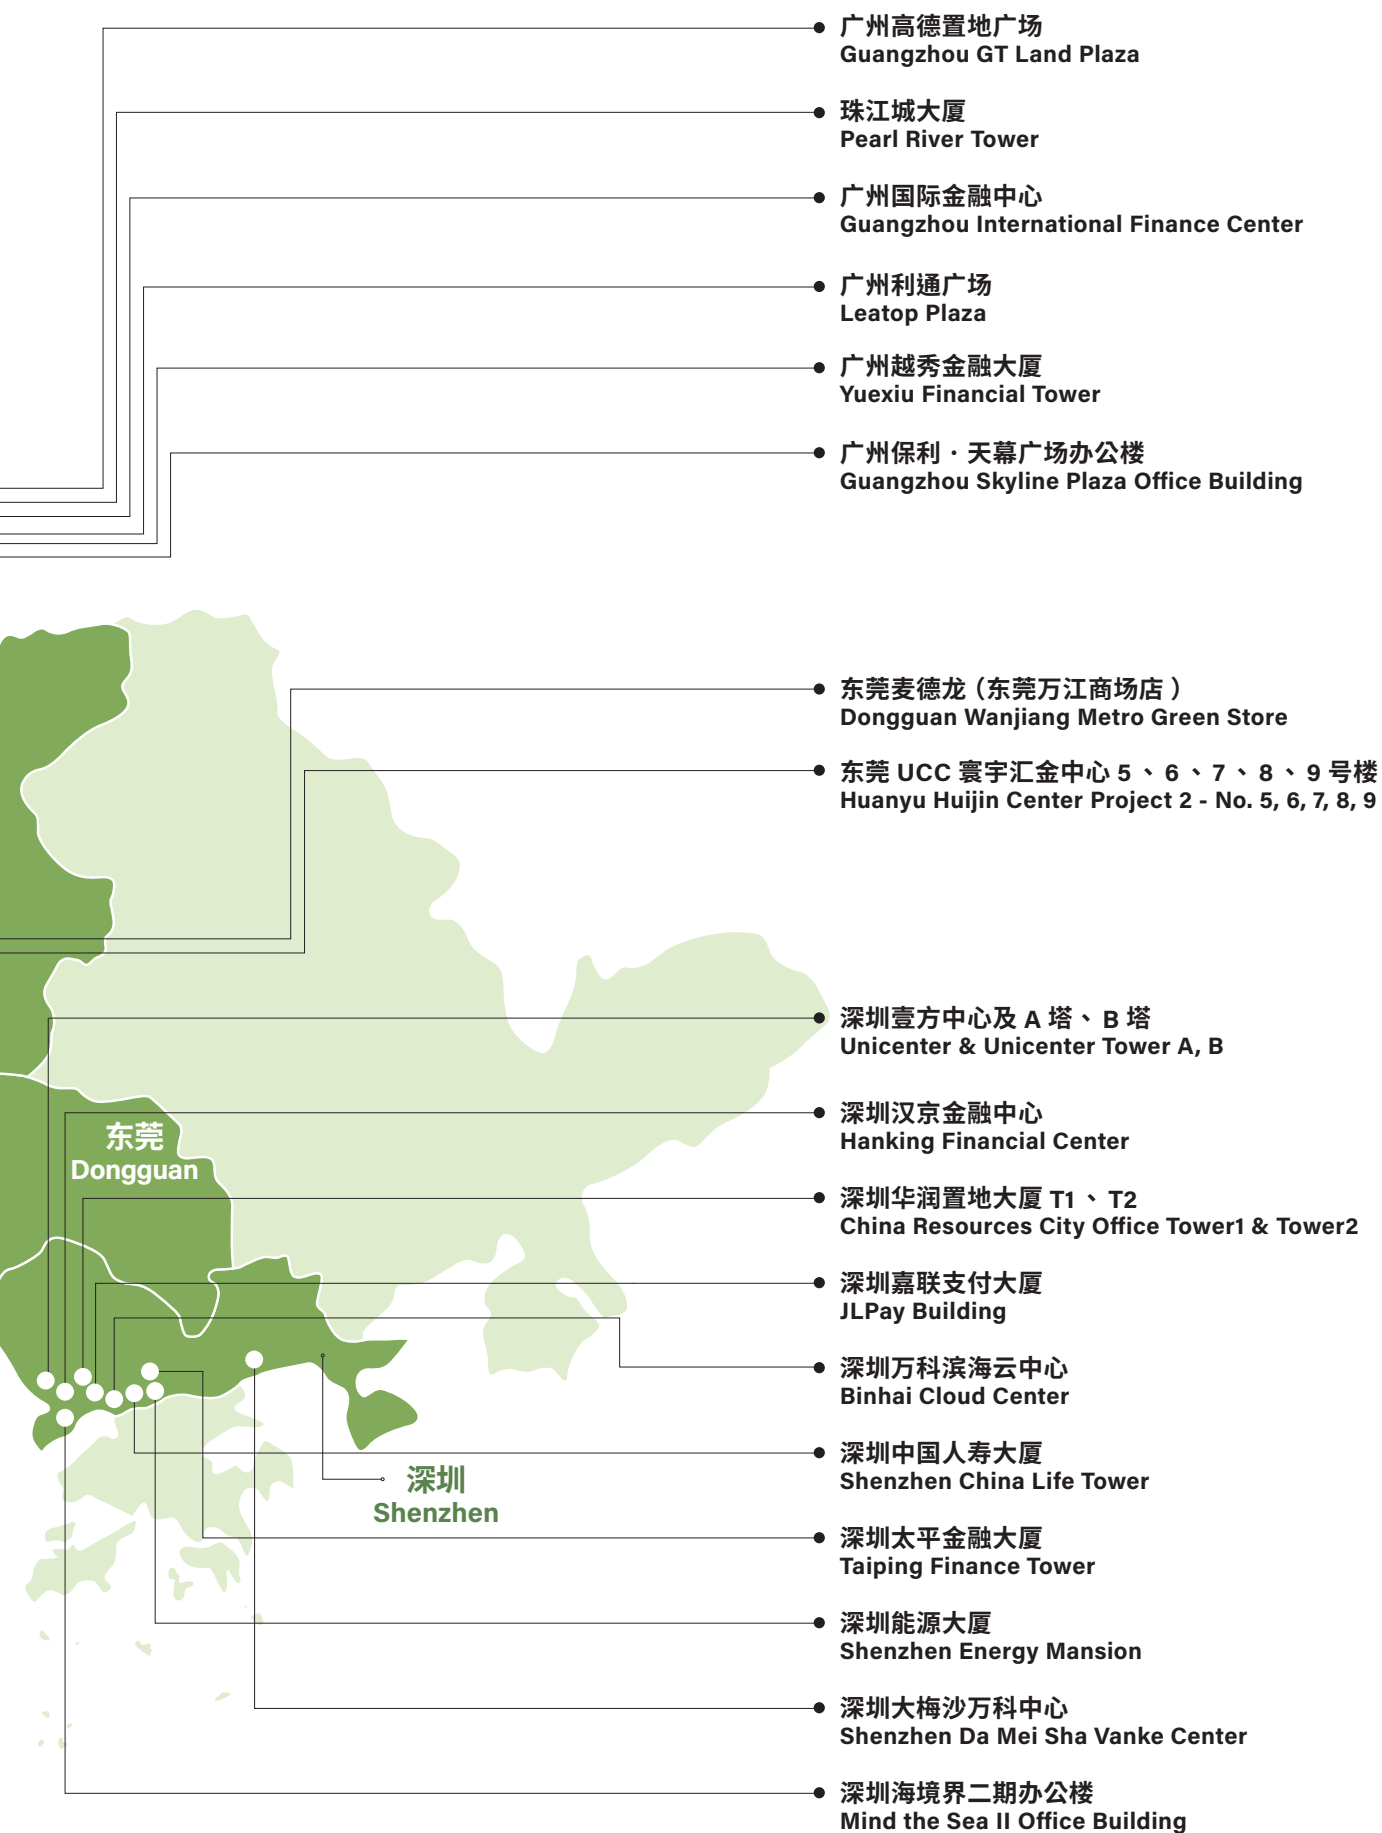 广州高德置地广场
Guangzhou GT Land Plaza
珠江城大厦
Pearl River Tower
广州国际金融中心
Guangzhou International Finance Center
广州利通广场
Leatop Plaza
广州越秀金融大厦
Yuexiu Financial Tower
广州保利·天幕广场办公楼
Guangzhou Skyline Plaza Office Building
东莞麦德龙（东莞万江商场店）
Dongguan Wanjiang Metro Green Store
东莞 UCC 寰宇汇金中心 5、6、7、8、9 号楼
Huanyu Huijin Center Project 2 - No. 5, 6, 7, 8, 9
深圳壹方中心及 A 塔、B 塔
Unicenter & Unicenter Tower A, B
深圳汉京金融中心
Hanking Financial Center
东莞
Dongguan
深圳华润置地大厦 T1、T2
China Resources City Office Tower1 & Tower2
深圳嘉联支付大厦
JLPay Building
深圳万科滨海云中心
Binhai Cloud Center
深圳中国人寿大厦
Shenzhen China Life Tower
深圳
Shenzhen
深圳太平金融大厦
Taiping Finance Tower
深圳能源大厦
Shenzhen Energy Mansion
深圳大梅沙万科中心
Shenzhen Da Mei Sha Vanke Center
深圳海境界二期办公楼
Mind the Sea II Office Building